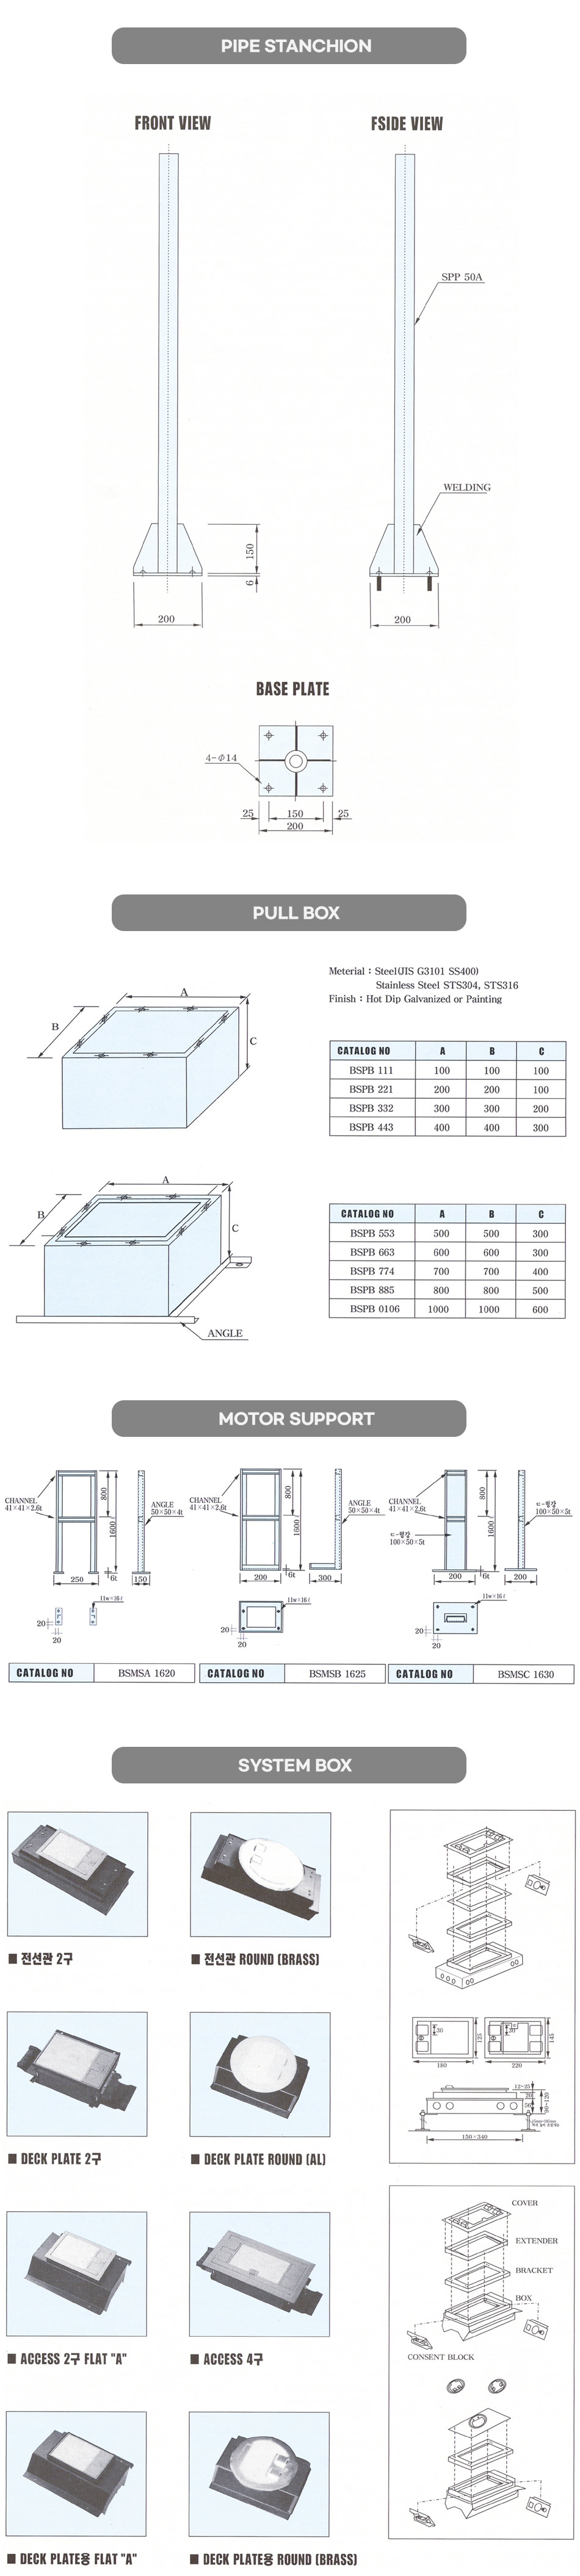 PIPE STANCHION
FRONT VIEW
FSIDE VIEW
SPP 50A
WELDING
150
6
200
200
BASE PLATE
4-Φ14
25
150
25
200
PULL BOX
Meterial : Steel(JIS G3101 SS400)
Stainless Steel STS304, STS316
Finish : Hot Dip Galvanized or Painting
A
B
C
CATALOG NO A B C
BSPB 111 100 100 100
BSPB 221 200 200 100
BSPB 332 300 300 200
BSPB 443 400 400 300
A
B
C
ANGLE
CATALOG NO A B C
BSPB 553 500 500 300
BSPB 663 600 600 300
BSPB 774 700 700 400
BSPB 885 800 800 500
BSPB 0106 1000 1000 600
MOTOR SUPPORT
CHANNEL
41×41×2.6t
800
1600ℓ
ANGLE
50×50×4t
6t
250
150
11w×16ℓ
20
20
CHANNEL
41×41×2.6t
800
1600ℓ
ANGLE
50×50×4t
6t
200
300
11w×16ℓ
20
20
CHANNEL
41×41×2.6t
ㄷ-형강
100×50×5t
800
1600ℓ
ㄷ-형강
100×50×5t
6t
200
200
11w×16ℓ
20
20
CATALOG NO BSMSA 1620
CATALOG NO BSMSB 1625
CATALOG NO BSMSC 1630
SYSTEM BOX
■ 전선관 2구
■ 전선관 ROUND (BRASS)
30
125
180
30
145
220
12~25
20
56
90~120
150×340
■ DECK PLATE 2구
■ DECK PLATE ROUND (AL)
COVER
EXTENDER
BRACKET
BOX
CONSENT BLOCK
■ ACCESS 2구 FLAT "A"
■ ACCESS 4구
■ DECK PLATE용 FLAT "A"
■ DECK PLATE용 ROUND (BRASS)